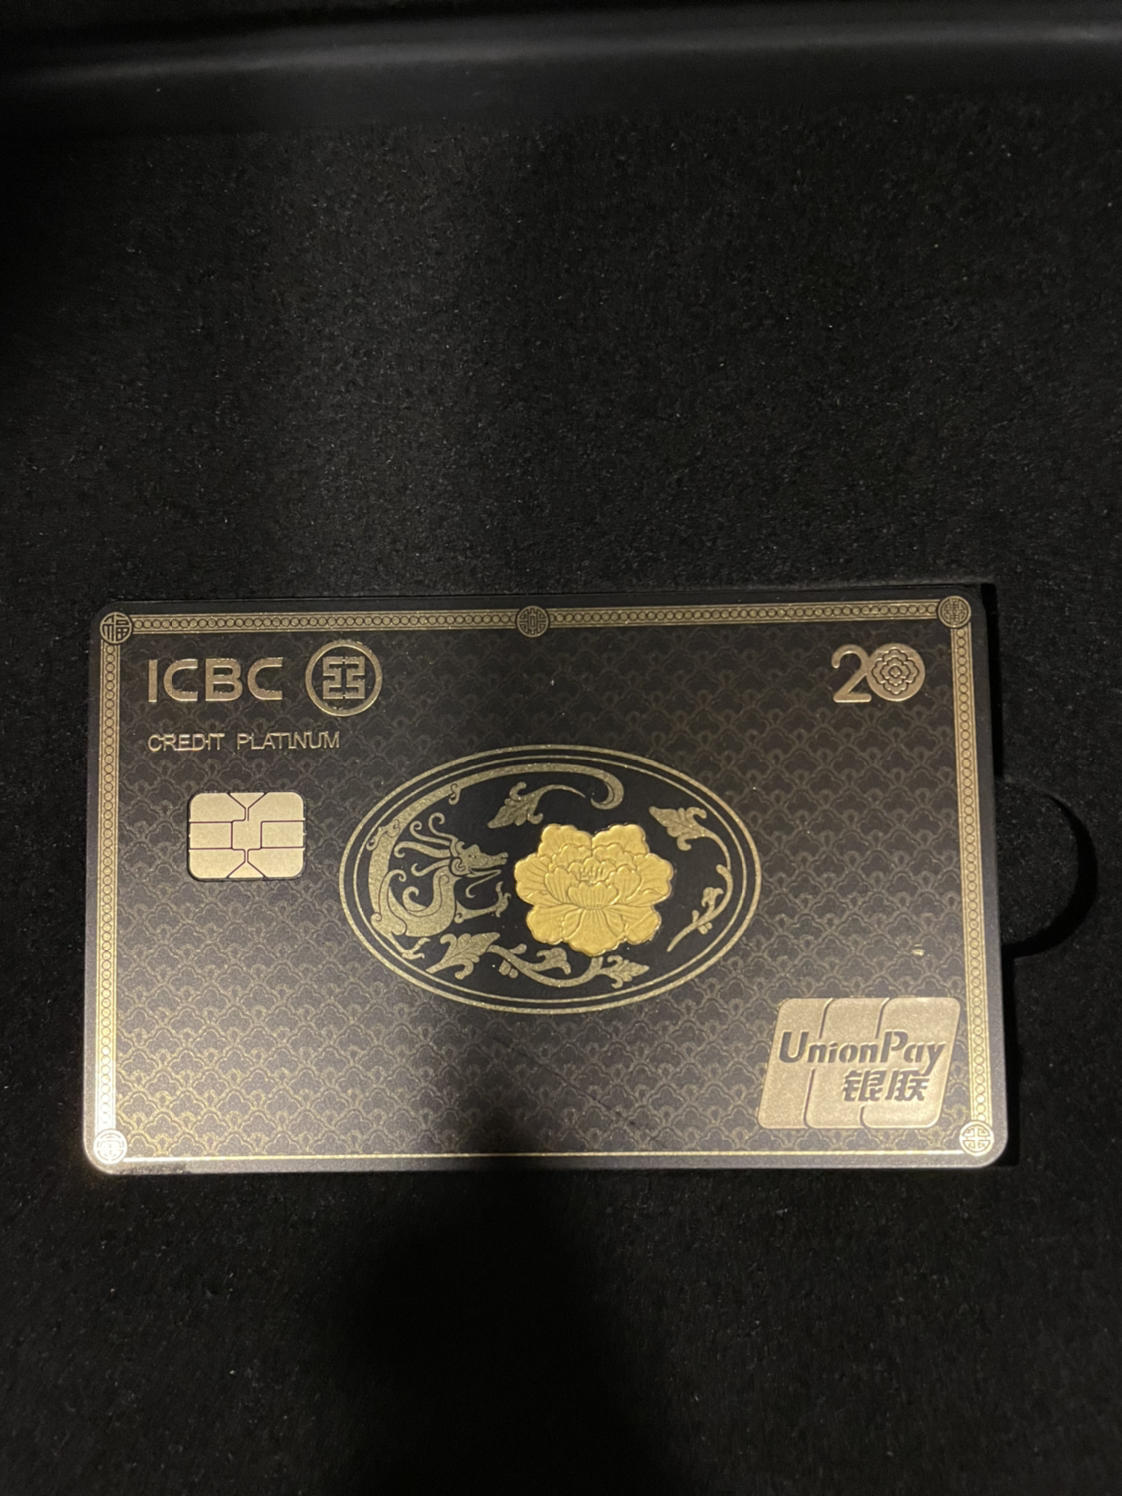 ICBC
20
CREDIT PLATINUM
UnionPay
银联